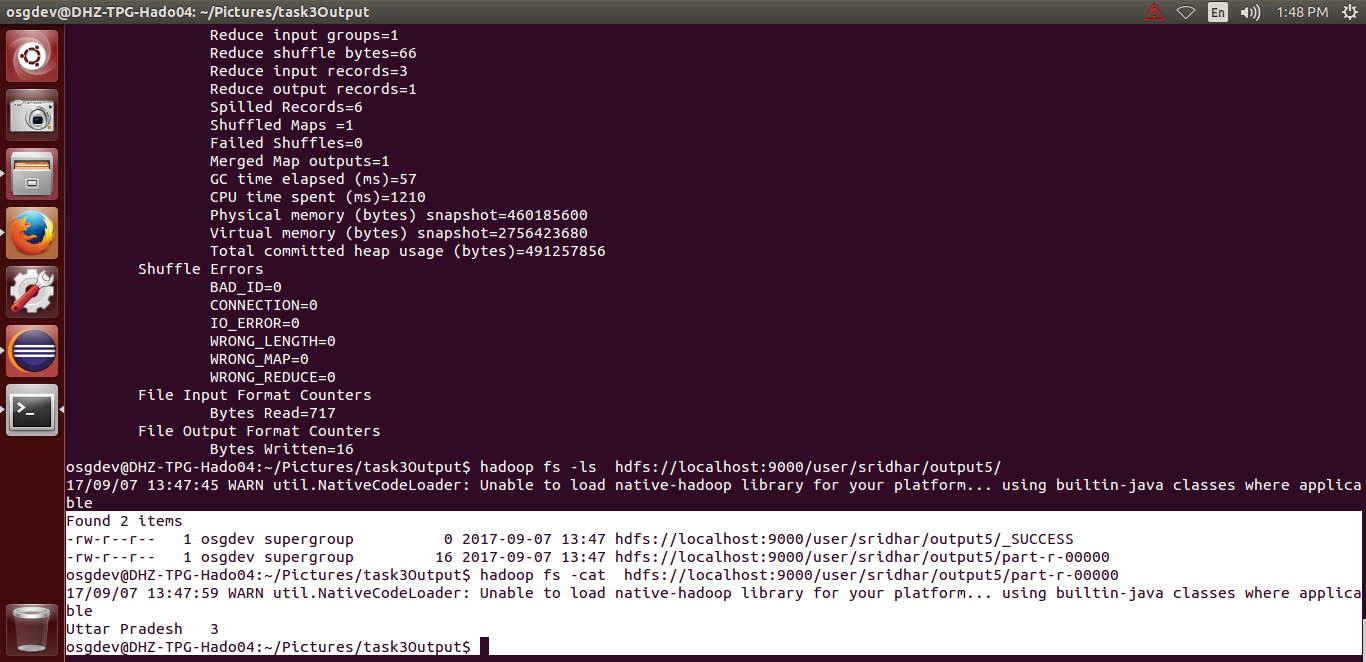 osgdev@DHZ-TPG-Hado04: ~/Pictures/task3Output
En
1:48 PM
Reduce input groups=1
Reduce shuffle bytes=66
Reduce input records=3
Reduce output records=1
Spilled Records=6
Shuffled Maps =1
Failed Shuffles=0
Merged Map outputs=1
GC time elapsed (ms)=57
CPU time spent (ms)=1210
Physical memory (bytes) snapshot=460185600
Virtual memory (bytes) snapshot=2756423680
Total committed heap usage (bytes)=491257856
Shuffle Errors
BAD_ID=0
CONNECTION=0
IO_ERROR=0
WRONG_LENGTH=0
WRONG_MAP=0
WRONG_REDUCE=0
File Input Format Counters
Bytes Read=717
File Output Format Counters
Bytes Written=16
osgdev@DHZ-TPG-Hado04:~/Pictures/task3Output$ hadoop fs -ls  hdfs://localhost:9000/user/sridhar/output5/
17/09/07 13:47:45 WARN util.NativeCodeLoader: Unable to load native-hadoop library for your platform... using builtin-java classes where applica
ble
Found 2 items
-rw-r--r--   1 osgdev supergroup          0 2017-09-07 13:47 hdfs://localhost:9000/user/sridhar/output5/_SUCCESS
-rw-r--r--   1 osgdev supergroup         16 2017-09-07 13:47 hdfs://localhost:9000/user/sridhar/output5/part-r-00000
osgdev@DHZ-TPG-Hado04:~/Pictures/task3Output$ hadoop fs -cat  hdfs://localhost:9000/user/sridhar/output5/part-r-00000
17/09/07 13:47:59 WARN util.NativeCodeLoader: Unable to load native-hadoop library for your platform... using builtin-java classes where applica
ble
Uttar Pradesh   3
osgdev@DHZ-TPG-Hado04:~/Pictures/task3Output$